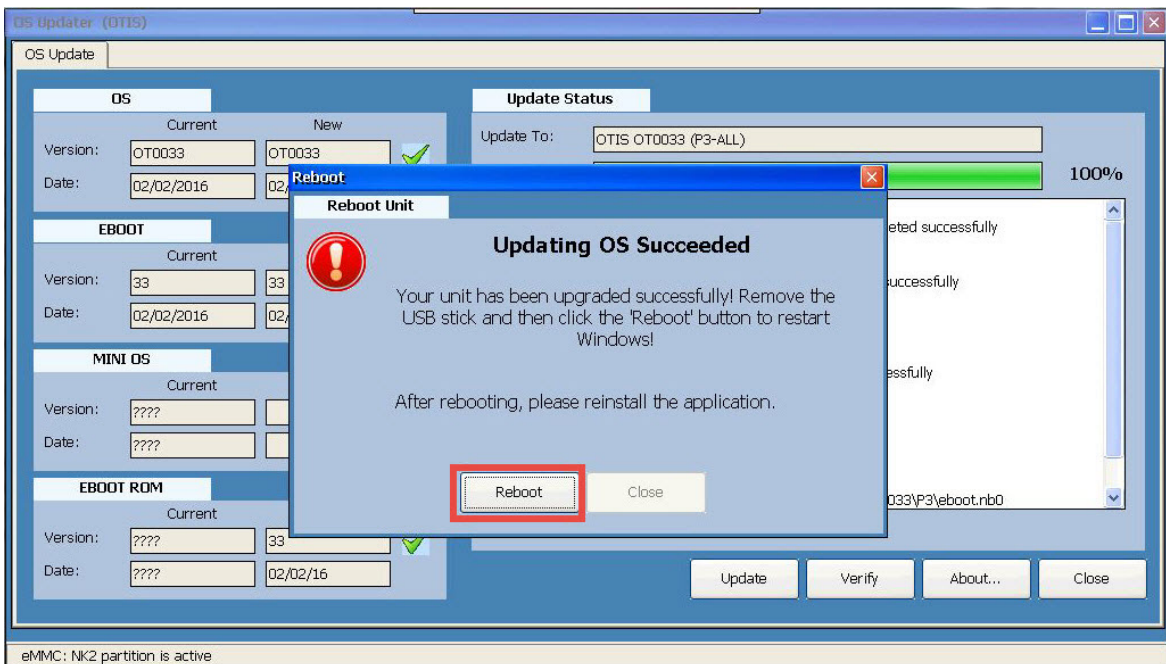 OS Updater (OTIS)
OS Update
OS
Current New
Version: OT0033 OT0033
Date: 02/02/2016 02/
EBOOT
Current
Version: 33 33
Date: 02/02/2016 02/
MINI OS
Current
Version: ????
Date: ????
EBOOT ROM
Current
Version: ???? 33
Date: ???? 02/02/16
Update Status
Update To: OTIS OT0033 (P3-ALL)
100%
successfully
Reboot
Reboot Unit
Updating OS Succeeded
Your unit has been upgraded successfully! Remove the
USB stick and then click the 'Reboot' button to restart
Windows!
After rebooting, please reinstall the application.
Reboot Close
033\P3\eboot.nb0
Update Verify About... Close
eMMC: NK2 partition is active